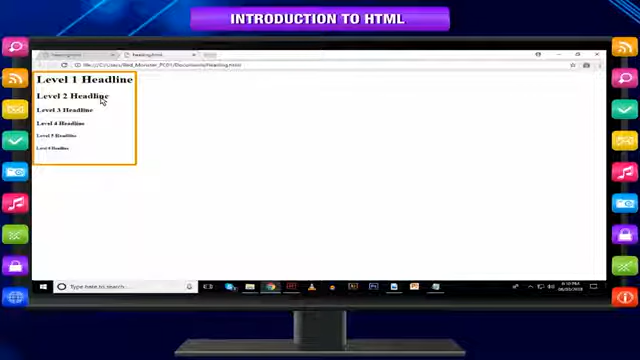 INTRODUCTION TO HTML
Level 1 Headline
Level 2 Headline
Level 3 Headline
Level 4 Headline
Level 5 Headline
Level 6 Headline
Type here to search